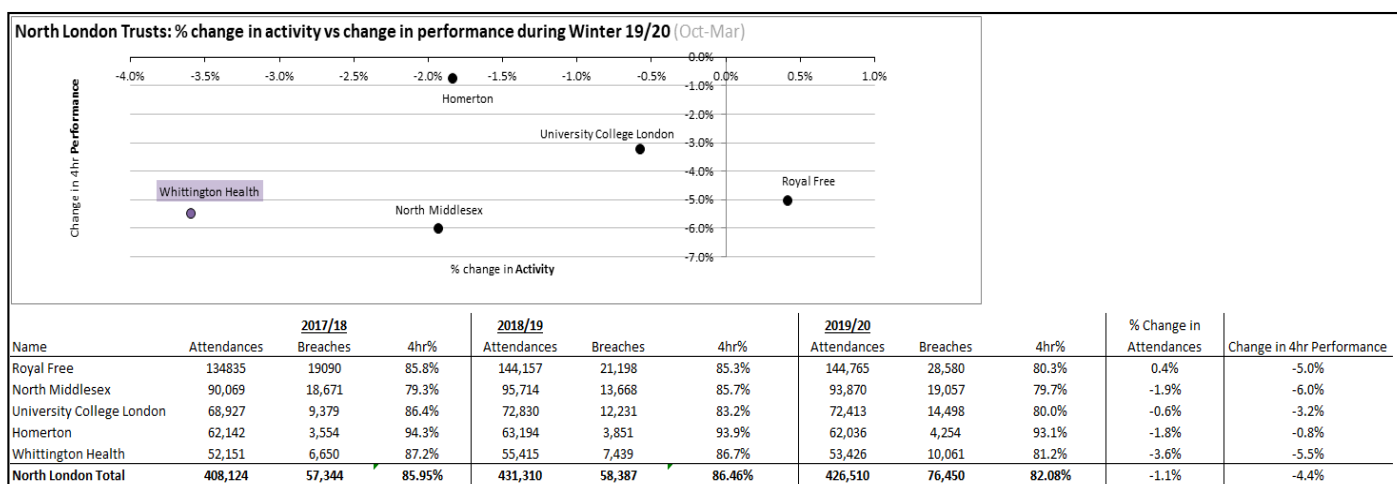 North London Trusts: % change in activity vs change in performance during Winter 19/20 (Oct-Mar)
0.0%
-4.0% -3.5% -3.0% -2.5% -2.0% -1.5% -1.0% -0.5% 0.0% 0.5% 1.0%
-1.0%
Homerton
-2.0%
University College London
-3.0%
-4.0%
Royal Free
Whittington Health
-5.0%
North Middlesex
-6.0%
-7.0%
Change in 4hr Performance
% change in Activity
2017/18 2018/19 2019/20 % Change in
Name Attendances Breaches 4hr% Attendances Breaches 4hr% Attendances Breaches 4hr% Attendances Change in 4hr Performance
Royal Free 134835 19090 85.8% 144,157 21,198 85.3% 144,765 28,580 80.3% 0.4% -5.0%
North Middlesex 90,069 18,671 79.3% 95,714 13,668 85.7% 93,870 19,057 79.7% -1.9% -6.0%
University College London 68,927 9,379 86.4% 72,830 12,231 83.2% 72,413 14,498 80.0% -0.6% -3.2%
Homerton 62,142 3,554 94.3% 63,194 3,851 93.9% 62,036 4,254 93.1% -1.8% -0.8%
Whittington Health 52,151 6,650 87.2% 55,415 7,439 86.7% 53,426 10,061 81.2% -3.6% -5.5%
North London Total 408,124 57,344 85.95% 431,310 58,387 86.46% 426,510 76,450 82.08% -1.1% -4.4%